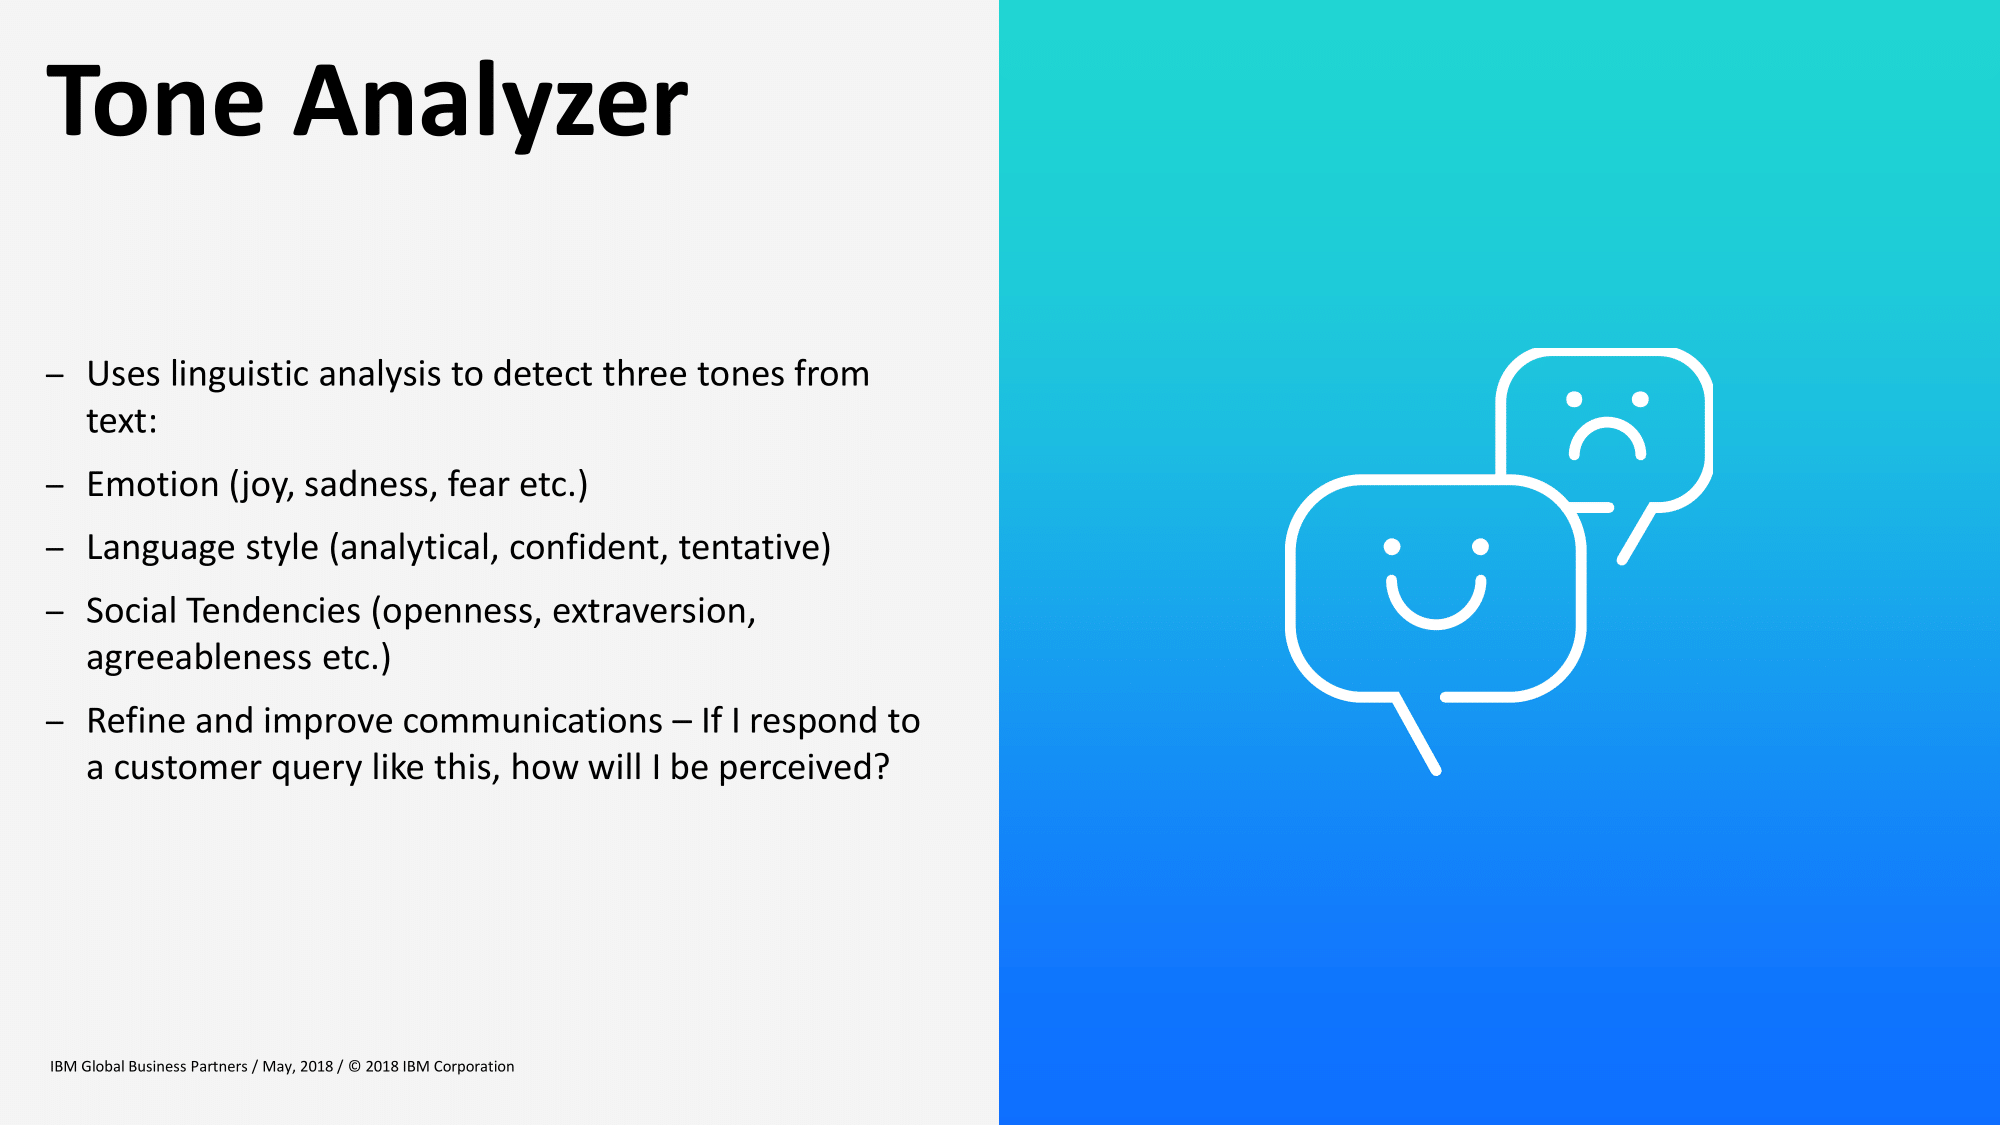 Tone Analyzer
– Uses linguistic analysis to detect three tones from
text:
– Emotion (joy, sadness, fear etc.)
– Language style (analytical, confident, tentative)
– Social Tendencies (openness, extraversion,
agreeableness etc.)
– Refine and improve communications – If I respond to
a customer query like this, how will I be perceived?
IBM Global Business Partners / May, 2018 / © 2018 IBM Corporation